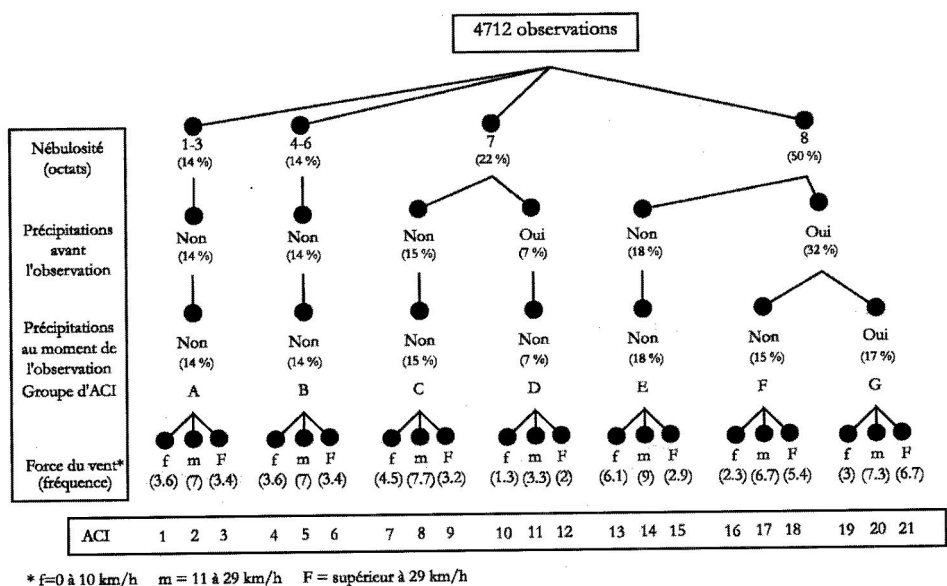 4712 observations
Nébulosité
(octats)
1-3
(14 %)
4-6
(14 %)
7
(22 %)
8
(50 %)
Précipitations
avant
l'observation
Non
(14 %)
Non
(14 %)
Non
(15 %)
Oui
(7 %)
Non
(18 %)
Oui
(32 %)
Précipitations
au moment de
l'observation
Non
(14 %)
Non
(14 %)
Non
(15 %)
Non
(7 %)
Non
(18 %)
Non
(15 %)
Oui
(17 %)
Groupe d'ACI A B C D E F G
Force du vent* f m F f m F f m F f m F f m F f m F f m F
(fréquence) (3.6) (7) (3.4) (3.6) (7) (3.4) (4.5) (7.7) (3.2) (1.3) (3.3) (2) (6.1) (9) (2.9) (2.3) (6.7) (5.4) (3) (7.3) (6.7)
ACI 1 2 3 4 5 6 7 8 9 10 11 12 13 14 15 16 17 18 19 20 21
* f=0 à 10 km/h m = 11 à 29 km/h F = supérieur à 29 km/h